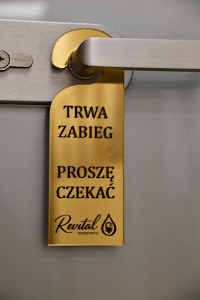 TRWA
ZABIEG
PROSZĘ
CZEKAĆ
Revital